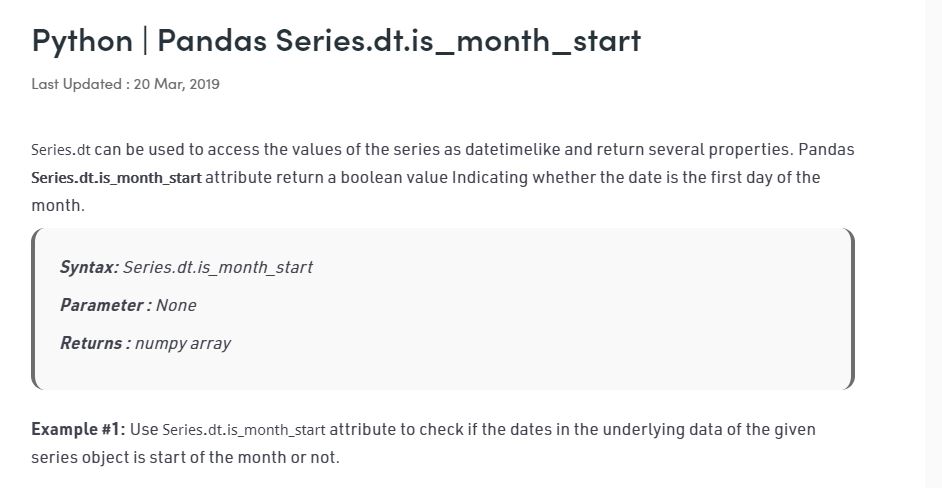 Python | Pandas Series.dt.is_month_start
Last Updated : 20 Mar, 2019
Series.dt can be used to access the values of the series as datetimelike and return several properties. Pandas
Series.dt.is_month_start attribute return a boolean value Indicating whether the date is the first day of the
month.
Syntax: Series.dt.is_month_start
Parameter : None
Returns : numpy array
Example #1: Use Series.dt.is_month_start attribute to check if the dates in the underlying data of the given
series object is start of the month or not.